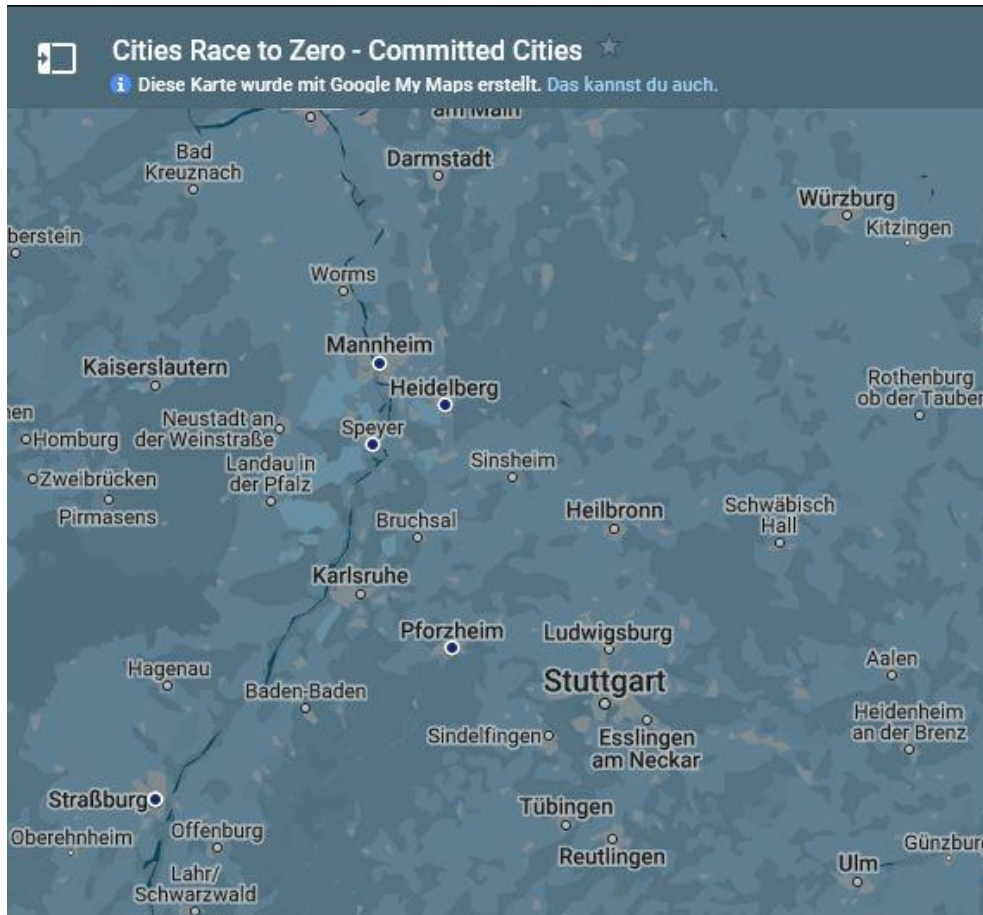 Cities Race to Zero - Committed Cities
Diese Karte wurde mit Google My Maps erstellt. Das kannst du auch.
am Main
Bad
Kreuznach
Darmstadt
Würzburg
Kitzingen
berstein
Worms
Mannheim
Kaiserslautern
Heidelberg
Rothenburg
ob der Tauber
Neustadt an
der Weinstraße
Speyer
Homburg
Sinsheim
Landau in
der Pfalz
Zweibrücken
Pirmasens
Bruchsal
Heilbronn
Schwäbisch
Hall
Karlsruhe
Pforzheim
Ludwigsburg
Hagenau
Aalen
Stuttgart
Baden-Baden
Heidenheim
an der Brenz
Sindelfingen
Esslingen
am Neckar
Straßburg
Tübingen
Oberehnheim
Offenburg
Reutlingen
Günzburg
Ulm
Lahr/
Schwarzwald